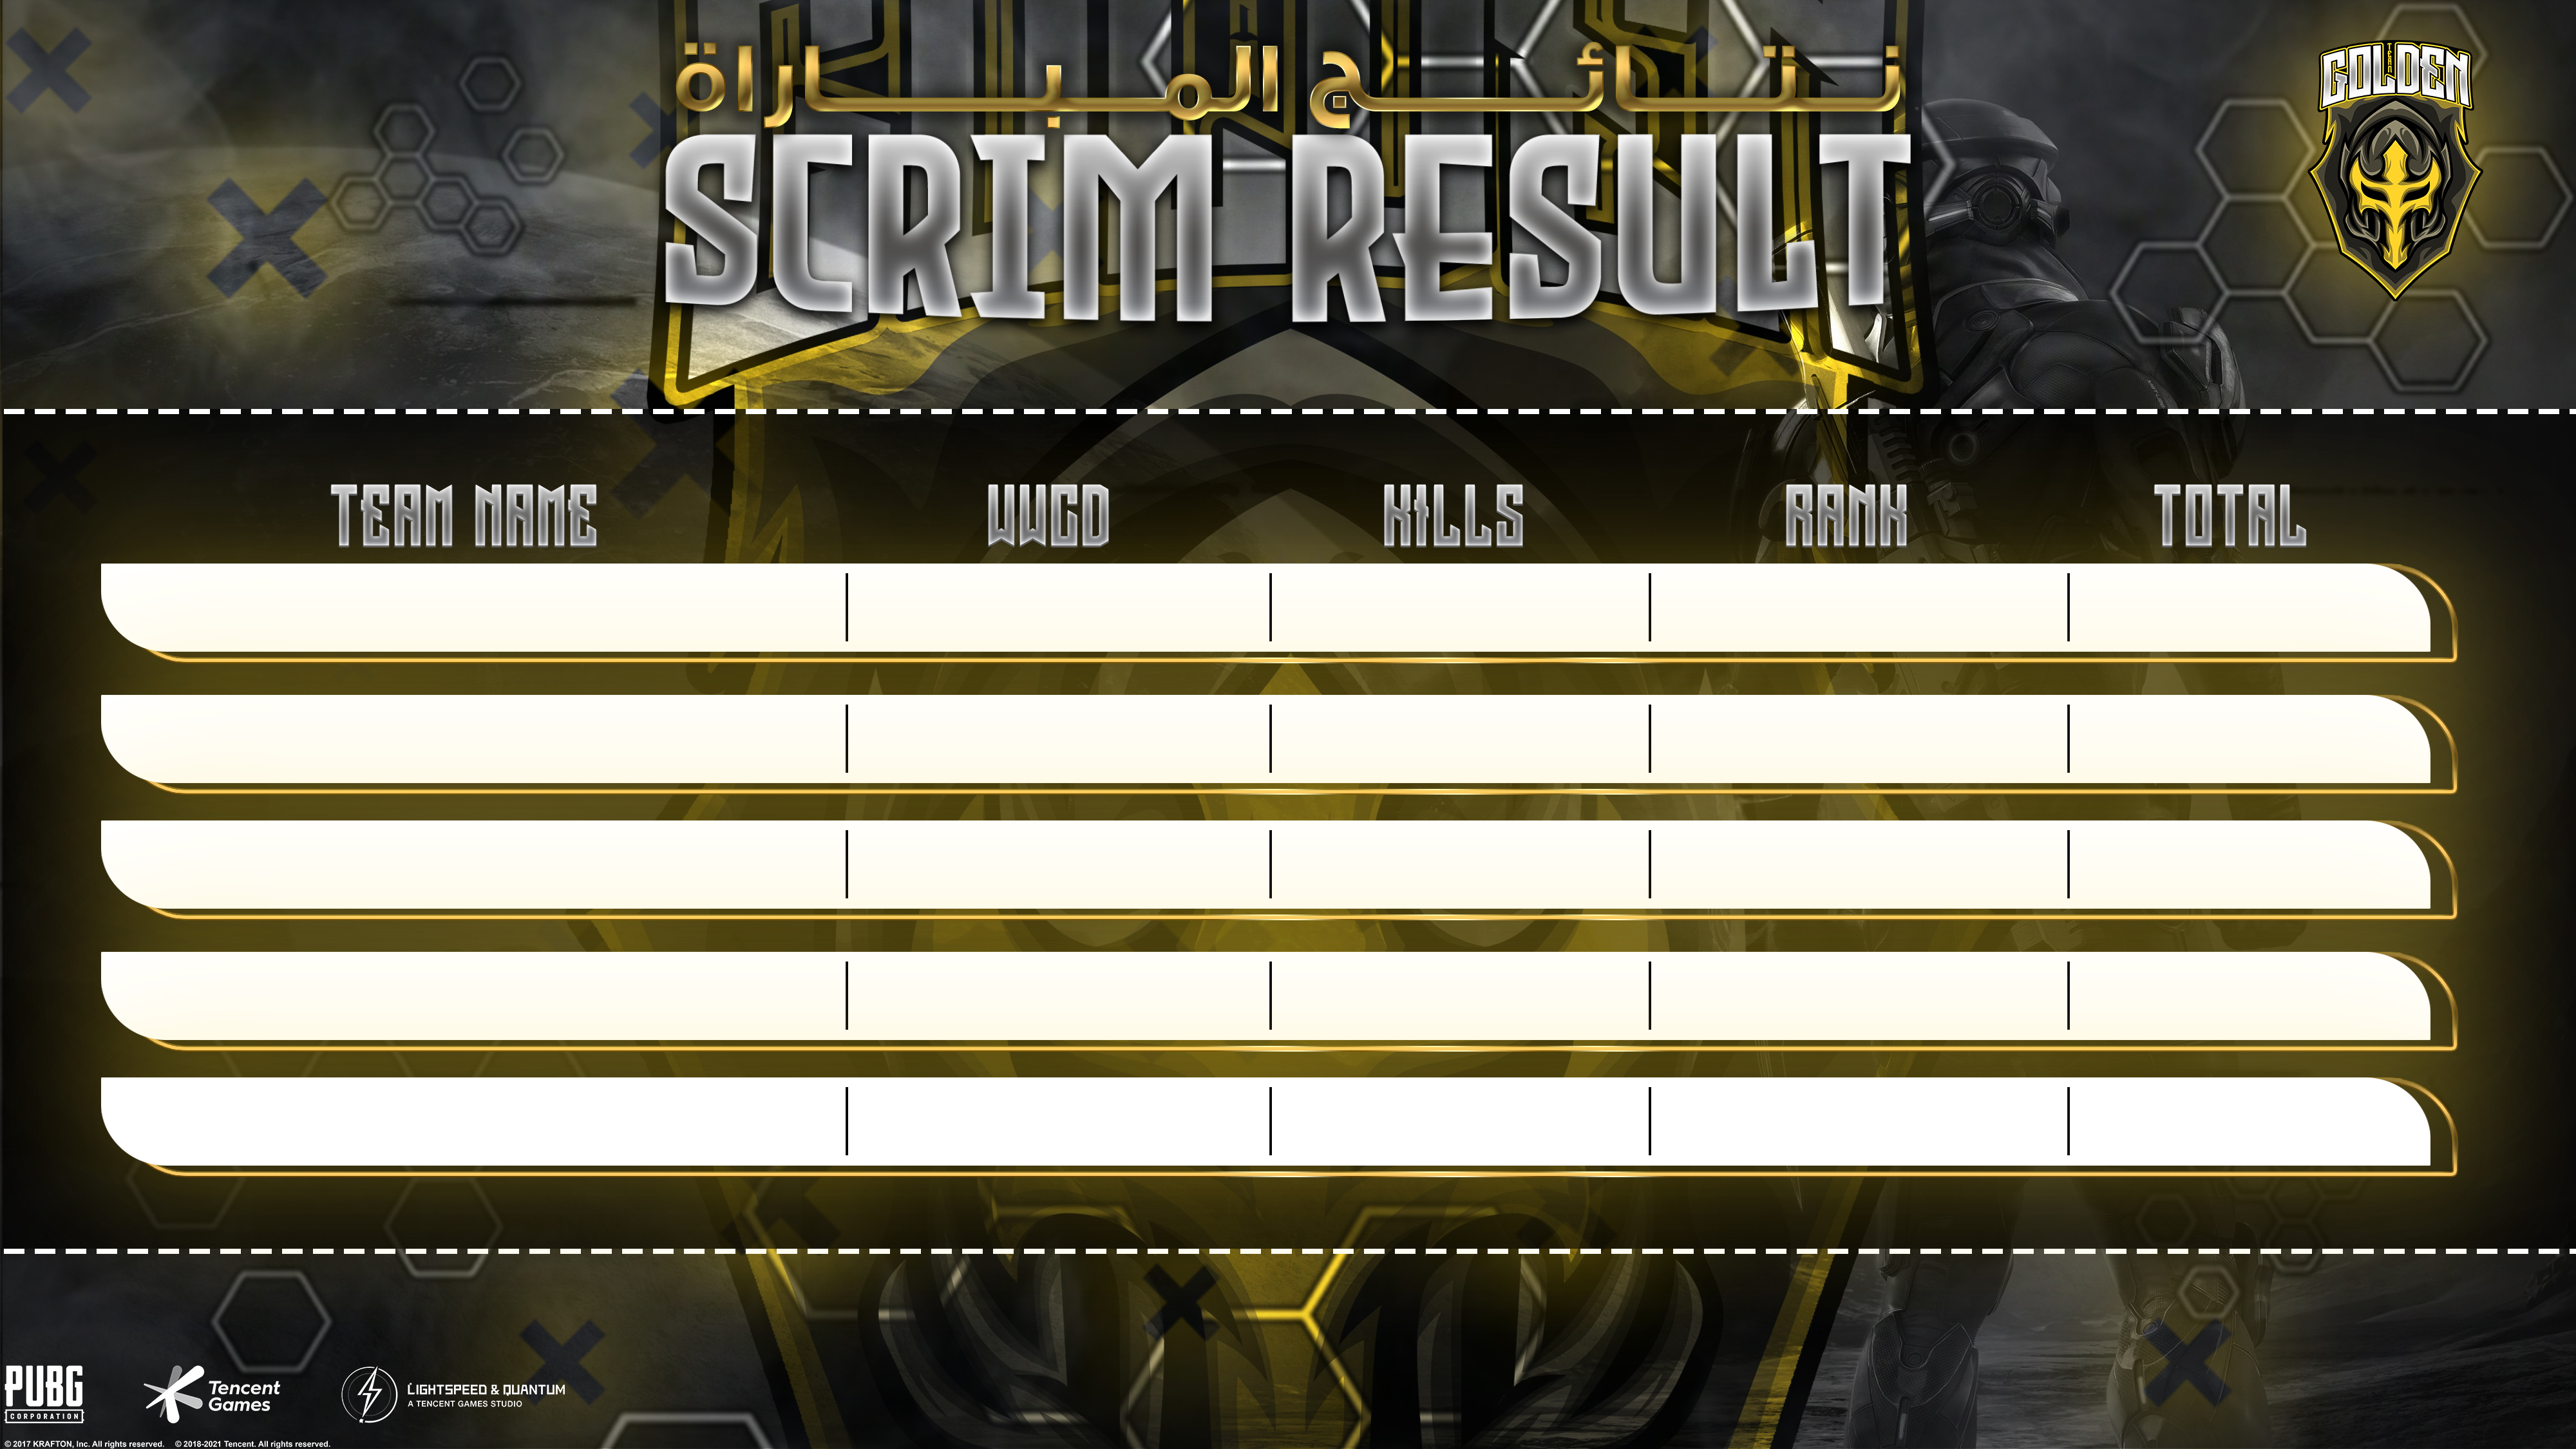 نتائج المباراة
SCRIM RESULT
GOLDEN
TEAM
TEAM NAME WWCD KILLS RANK TOTAL
PUBG
CORPORATION
Tencent
Games
LIGHTSPEED & QUANTUM
A TENCENT GAMES STUDIO
© 2017 KRAFTON, Inc. All rights reserved. © 2018-2021 Tencent. All rights reserved.